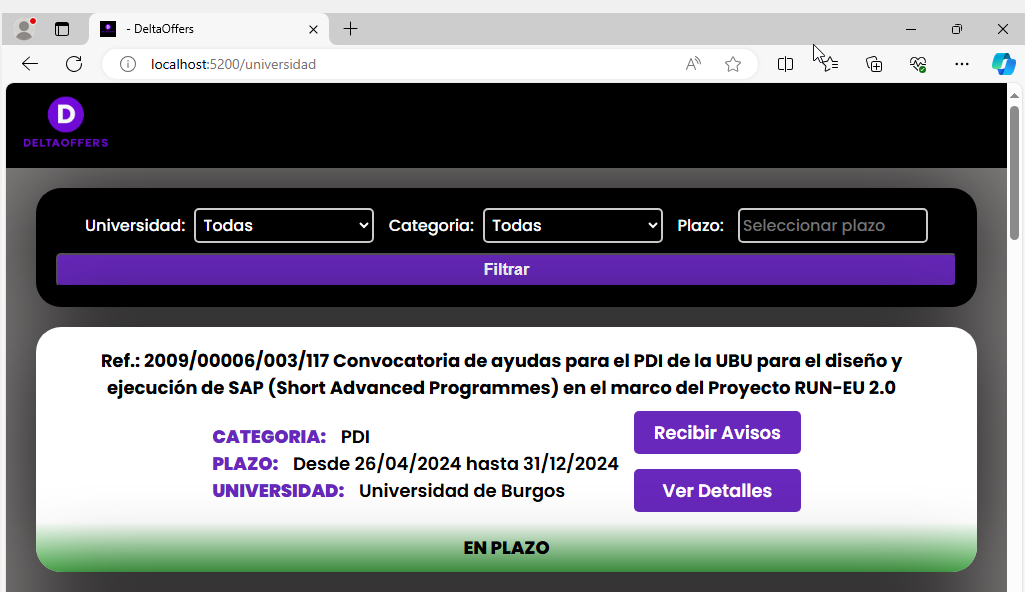 - DeltaOffers
localhost:5200/universidad
D
DELTAOFFERS
Universidad: Todas Categoria: Todas Plazo: Seleccionar plazo
Filtrar
Ref.: 2009/00006/003/117 Convocatoria de ayudas para el PDI de la UBU para el diseño y
ejecución de SAP (Short Advanced Programmes) en el marco del Proyecto RUN-EU 2.0
CATEGORIA: PDI
PLAZO: Desde 26/04/2024 hasta 31/12/2024
UNIVERSIDAD: Universidad de Burgos
Recibir Avisos
Ver Detalles
EN PLAZO